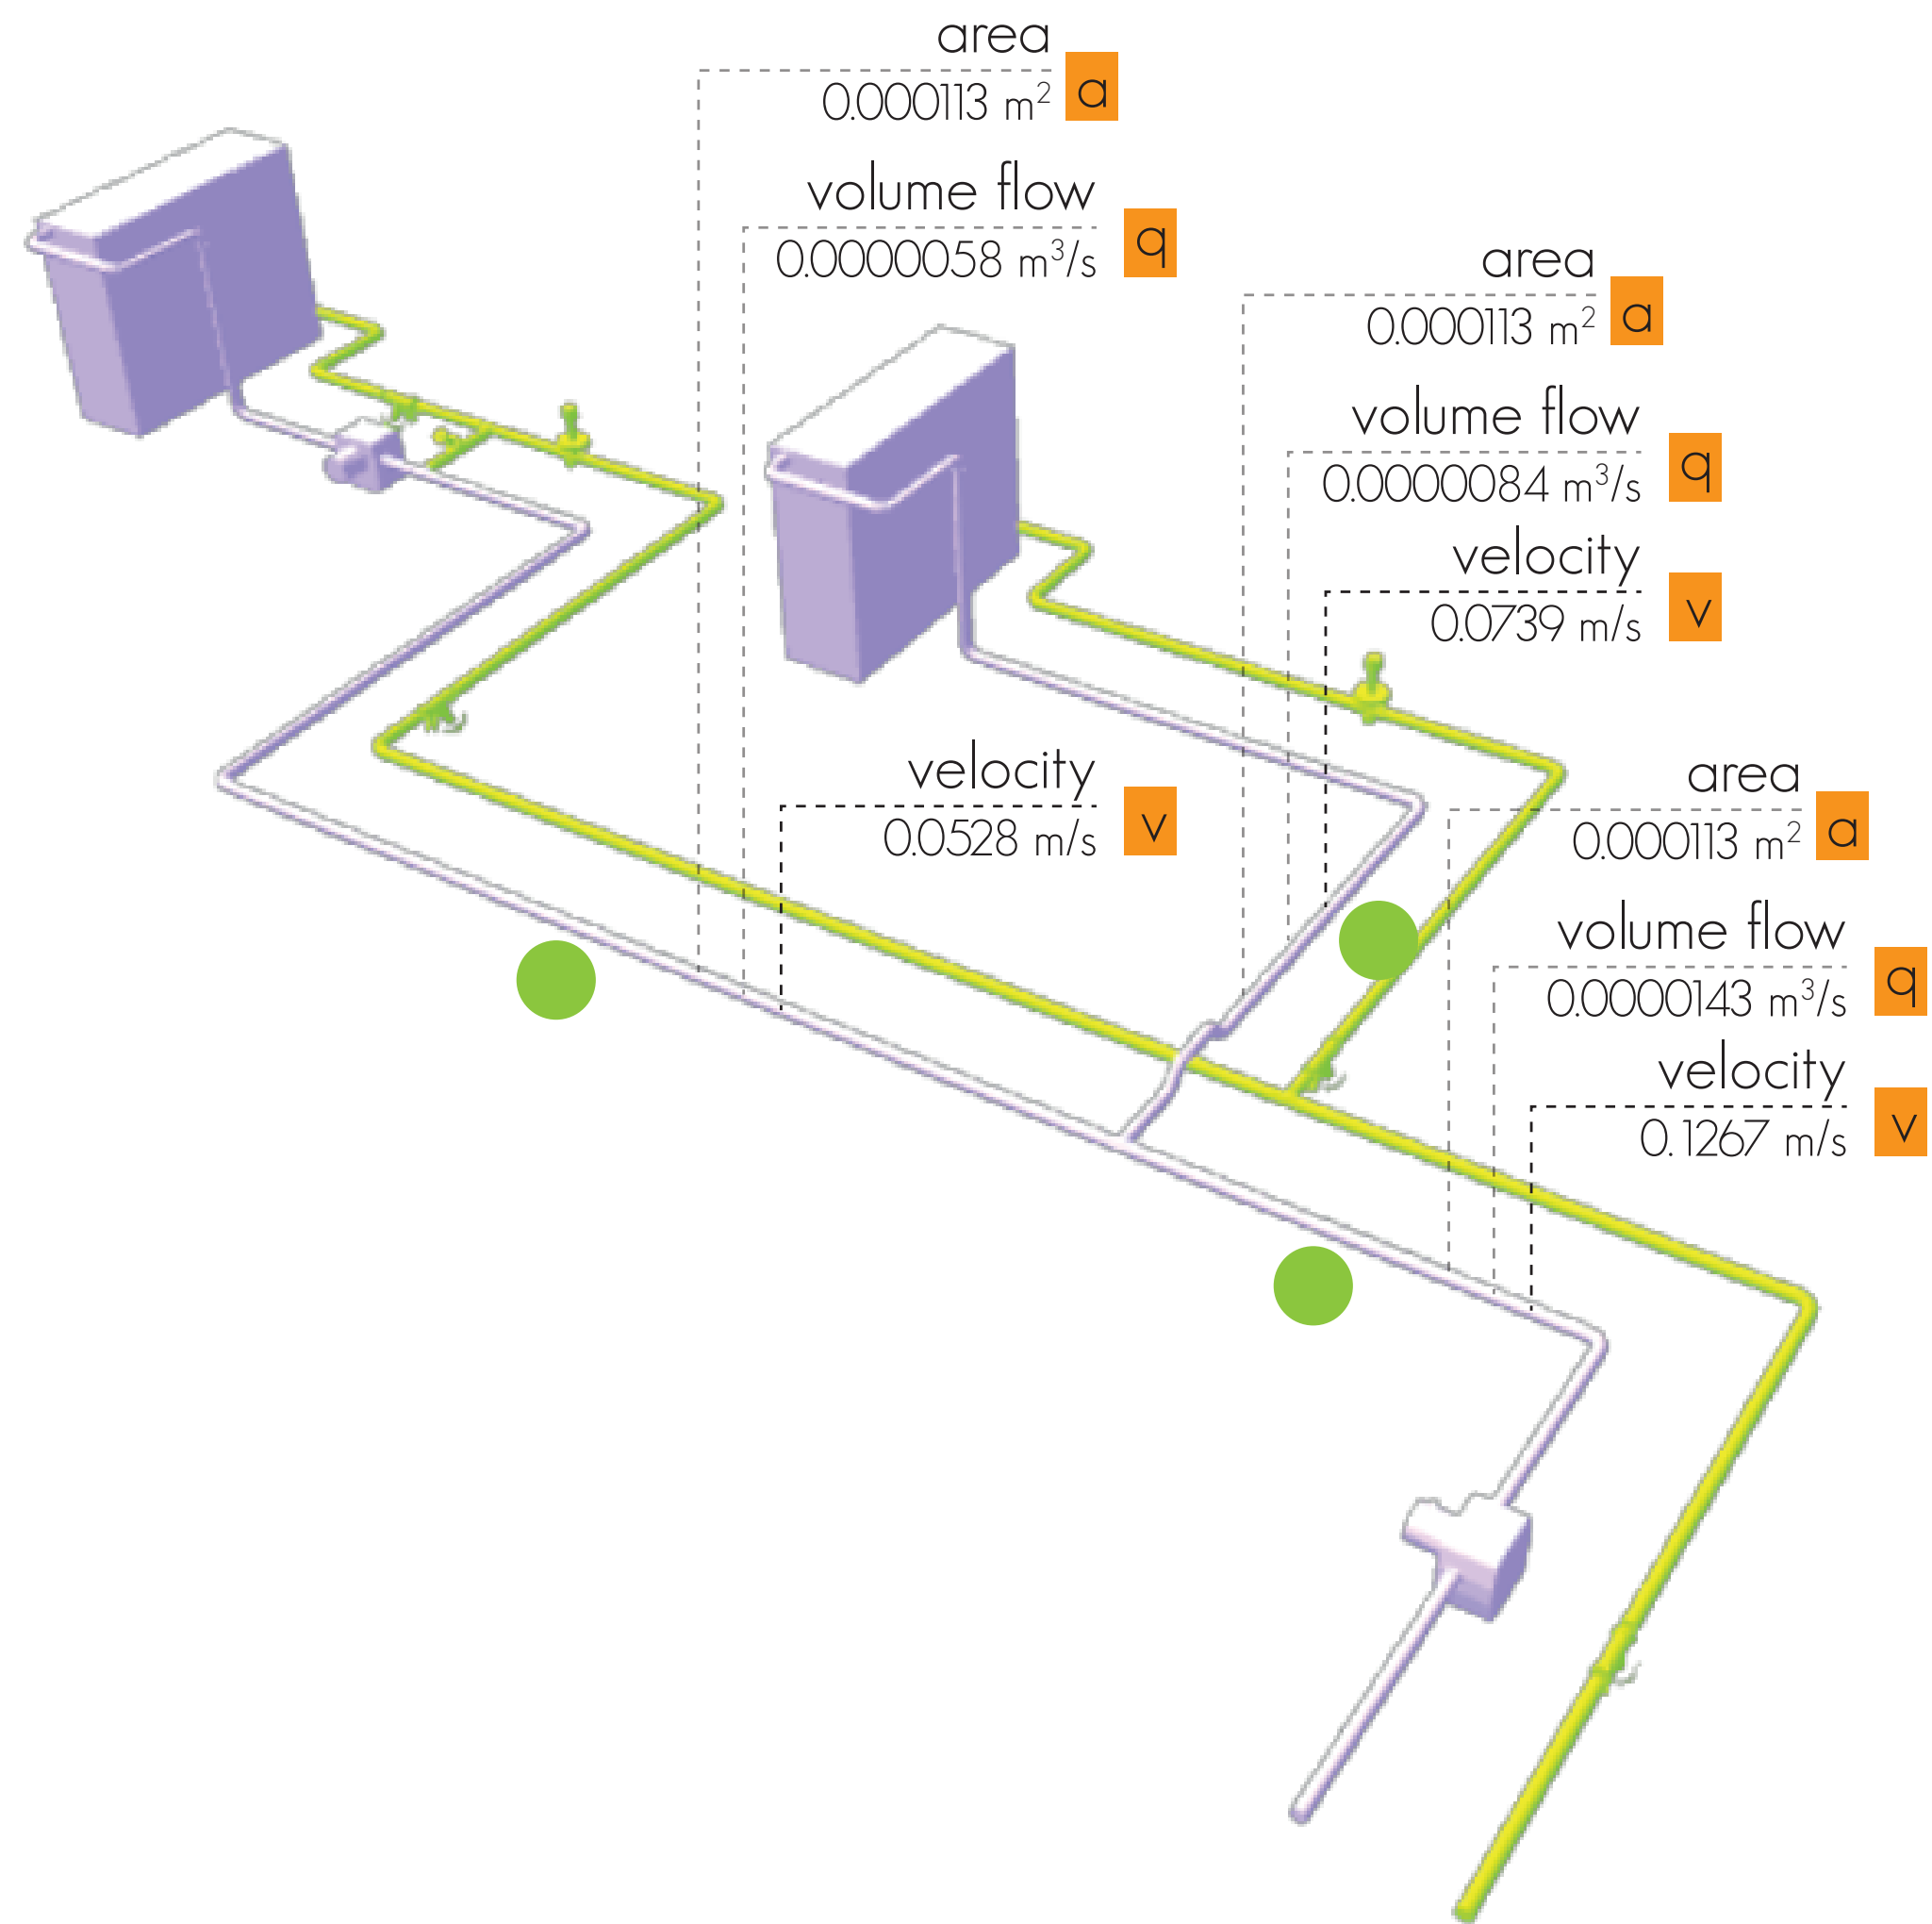 area
0.000113 m² a
volume flow
0.0000058 m³/s q
area
0.000113 m² a
volume flow
0.0000084 m³/s q
velocity
0.0739 m/s v
velocity
0.0528 m/s v
area
0.000113 m² a
volume flow
0.0000143 m³/s q
velocity
0.1267 m/s v